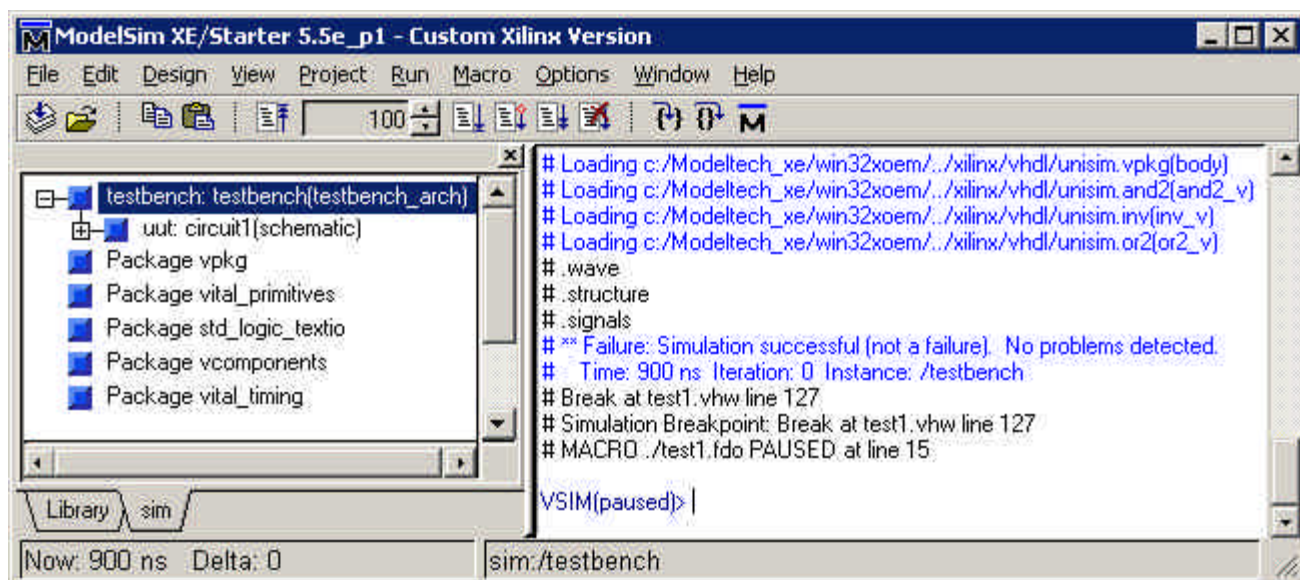 ModelSim XE/Starter 5.5e_p1 - Custom Xilinx Version
File Edit Design View Project Run Macro Options Window Help
100
testbench: testbench(testbench_arch)
uut: circuit1(schematic)
Package vpkg
Package vital_primitives
Package std_logic_textio
Package vcomponents
Package vital_timing
Library sim
# Loading c:/Modeltech_xe/win32xoem/../xilinx/vhdl/unisim.vpkg(body)
# Loading c:/Modeltech_xe/win32xoem/../xilinx/vhdl/unisim.and2(and2_v)
# Loading c:/Modeltech_xe/win32xoem/../xilinx/vhdl/unisim.inv(inv_v)
# Loading c:/Modeltech_xe/win32xoem/../xilinx/vhdl/unisim.or2(or2_v)
# .wave
# .structure
# .signals
# ** Failure: Simulation successful (not a failure). No problems detected.
# Time: 900 ns Iteration: 0 Instance: /testbench
# Break at test1.vhw line 127
# Simulation Breakpoint: Break at test1.vhw line 127
# MACRO ./test1.fdo PAUSED at line 15
VSIM(paused)>
Now: 900 ns Delta: 0
sim:/testbench